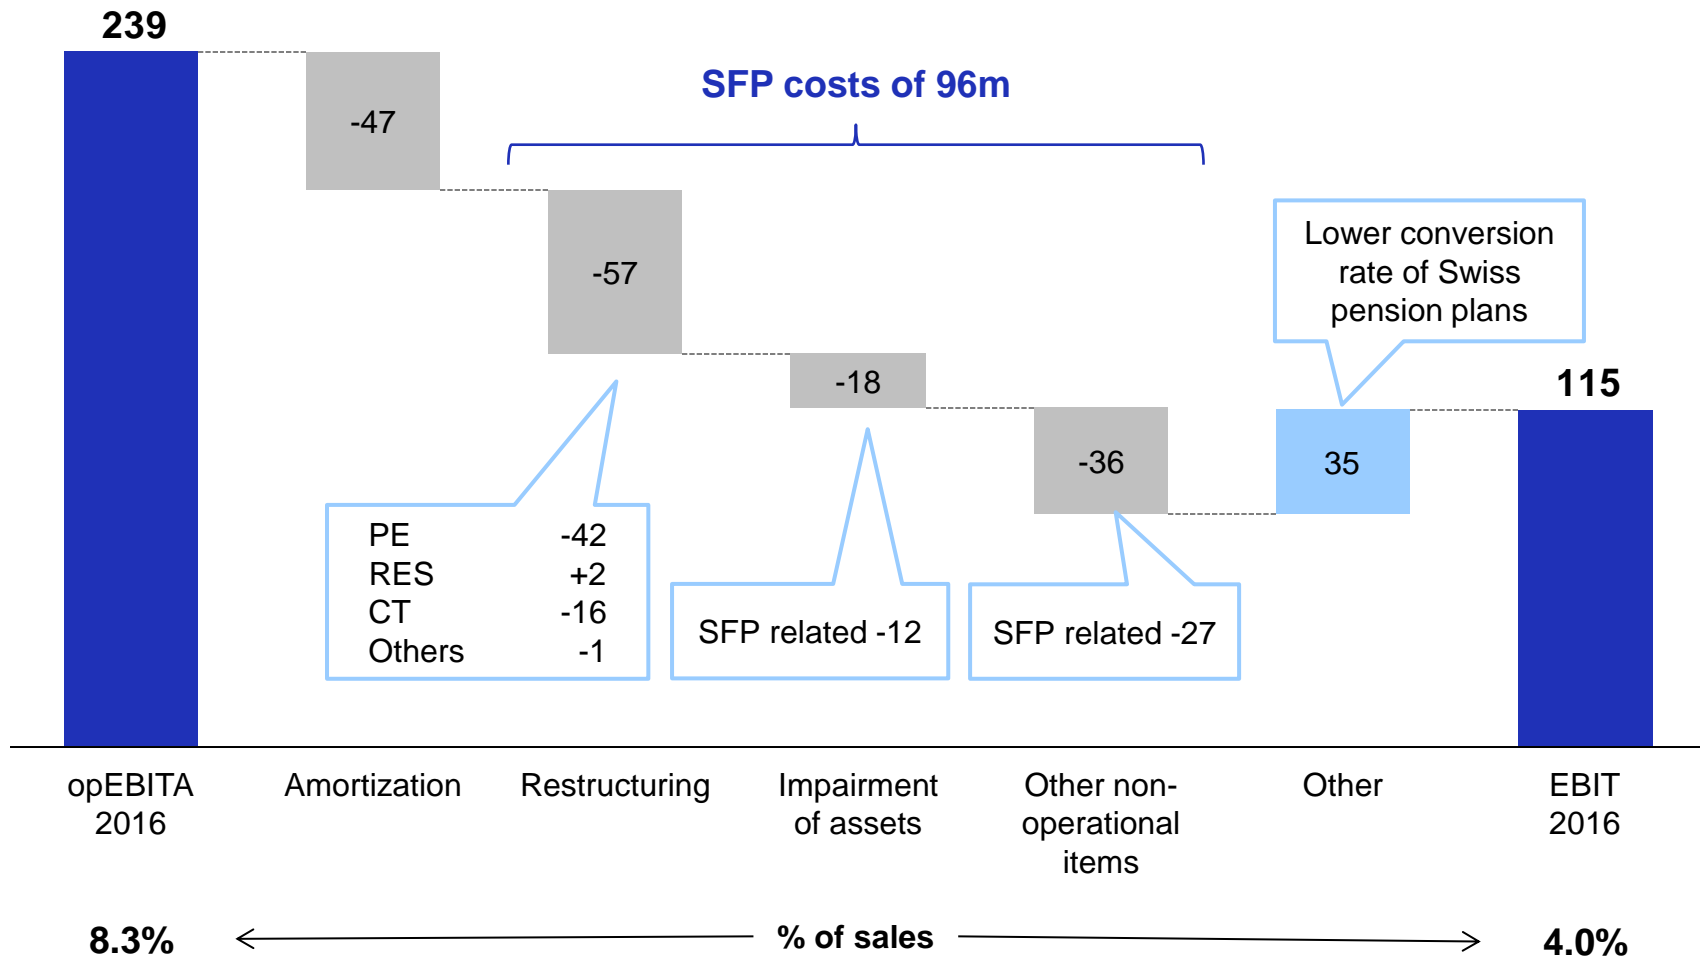 239
SFP costs of 96m
-47
-57
Lower conversion
rate of Swiss
pension plans
-18
115
-36
35
PE -42
RES +2
CT -16
Others -1
SFP related -12
SFP related -27
opEBITA
2016
Amortization
Restructuring
Impairment
of assets
Other non-
operational
items
Other
EBIT
2016
8.3%
% of sales
4.0%